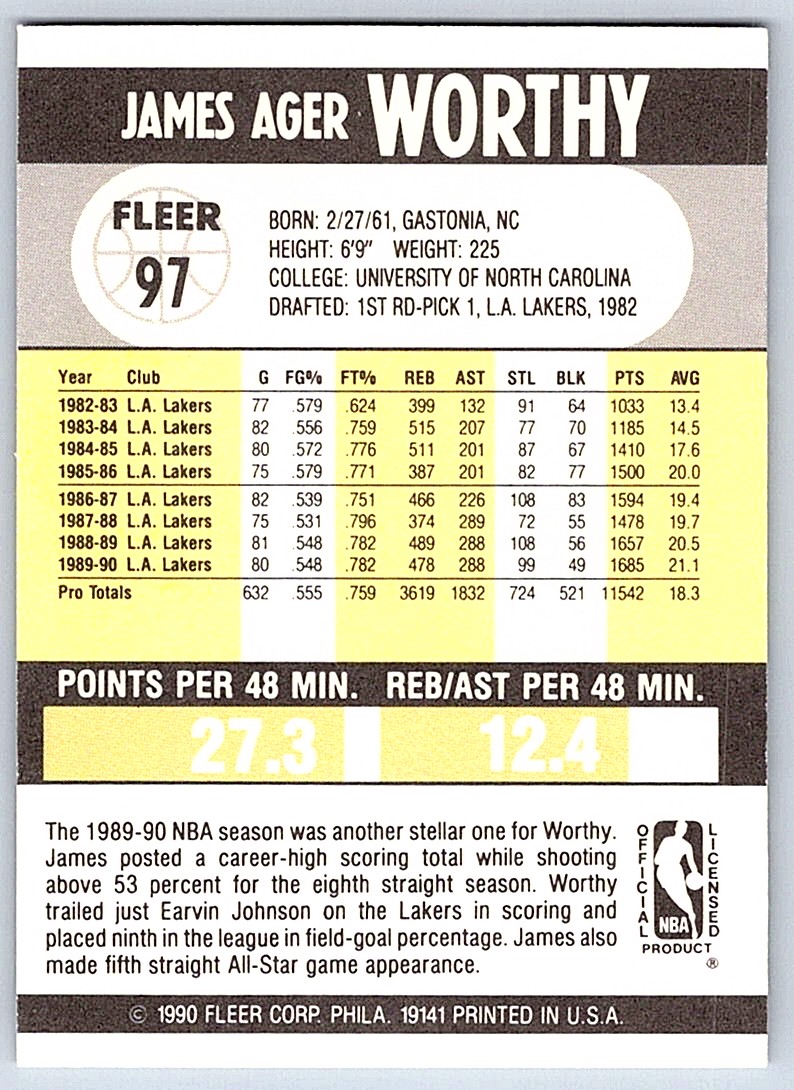 JAMES AGER WORTHY
FLEER
97
BORN: 2/27/61, GASTONIA, NC
HEIGHT: 6'9" WEIGHT: 225
COLLEGE: UNIVERSITY OF NORTH CAROLINA
DRAFTED: 1ST RD-PICK 1, L.A. LAKERS, 1982
Year Club G FG% FT% REB AST STL BLK PTS AVG
1982-83 L.A. Lakers 77 .579 .624 399 132 91 64 1033 13.4
1983-84 L.A. Lakers 82 .556 .759 515 207 77 70 1185 14.5
1984-85 L.A. Lakers 80 .572 .776 511 201 87 67 1410 17.6
1985-86 L.A. Lakers 75 .579 .771 387 201 82 77 1500 20.0
1986-87 L.A. Lakers 82 .539 .751 466 226 108 83 1594 19.4
1987-88 L.A. Lakers 75 .531 .796 374 289 72 55 1478 19.7
1988-89 L.A. Lakers 81 .548 .782 489 288 108 56 1657 20.5
1989-90 L.A. Lakers 80 .548 .782 478 288 99 49 1685 21.1
Pro Totals 632 .555 .759 3619 1832 724 521 11542 18.3
POINTS PER 48 MIN. REB/AST PER 48 MIN.
27.3 12.4
The 1989-90 NBA season was another stellar one for Worthy.
James posted a career-high scoring total while shooting
above 53 percent for the eighth straight season. Worthy
trailed just Earvin Johnson on the Lakers in scoring and
placed ninth in the league in field-goal percentage. James also
made fifth straight All-Star game appearance.
OFFICIAL
NBA
LICENSED
PRODUCT
®
© 1990 FLEER CORP. PHILA. 19141 PRINTED IN U.S.A.